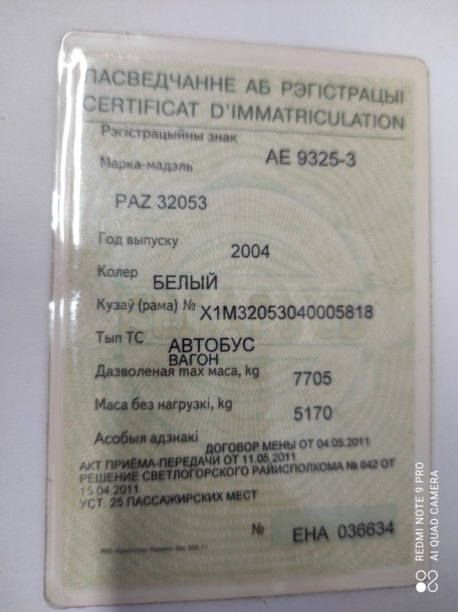 ПАСВЕДЧАННЕ АБ РЭГІСТРАЦЫІ
CERTIFICAT D'IMMATRICULATION
Рэгістрацыйны знак
AE 9325-3
Марка-мадэль
PAZ 32053
Год выпуску 2004
Колер БЕЛЫЙ
Кузаў (рама) № X1M32053040005818
Тып ТС АВТОБУС
ВАГОН
Дазволеная max маса, kg 7705
Маса без нагрузкі, kg 5170
Асобыя адзнакі ДОГОВОР МЕНЫ ОТ 04.05.2011
АКТ ПРИЁМА-ПЕРЕДАЧИ ОТ 11.05.2011
РЕШЕНИЕ СВЕТЛОГОРСКОГО РАЙИСПОЛКОМА № 642 ОТ
15.04.2011
УСТ. 25 ПАССАЖИРСКИХ МЕСТ
№ EHA 036634
REDMI NOTE 9 PRO
AI QUAD CAMERA